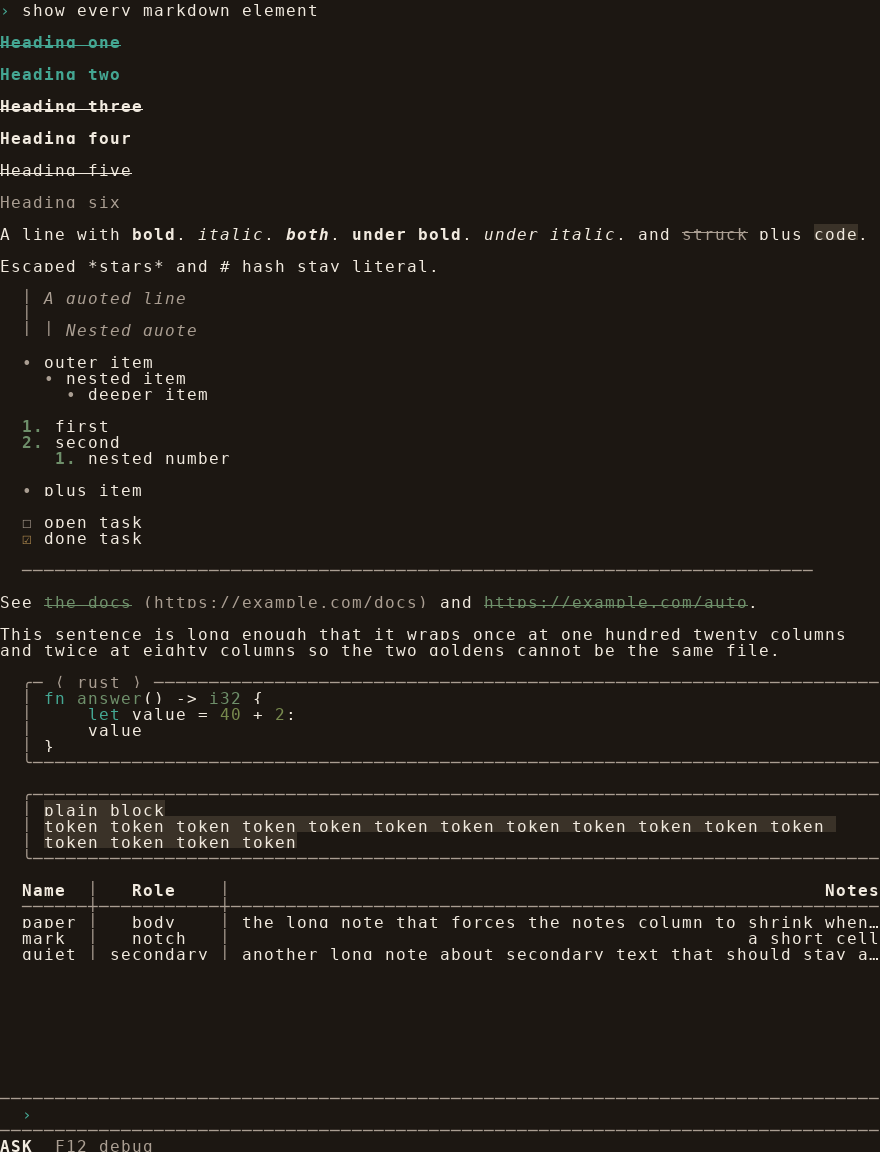 › show every markdown element
Heading one
Heading two
Heading three
Heading four
Heading five
Heading six
A line with bold, italic, both, under bold, under italic, and struck plus code.
Escaped *stars* and # hash stay literal.
│ A quoted line
│
│ │ Nested quote
• outer item
• nested item
• deeper item
1. first
2. second
1. nested number
• plus item
☐ open task
☑ done task
See the docs (https://example.com/docs) and https://example.com/auto.
This sentence is long enough that it wraps once at one hundred twenty columns
and twice at eighty columns so the two goldens cannot be the same file.
( rust )
fn answer() -> i32 {
let value = 40 + 2;
value
}
plain block
token token token token token token token token token token token token
token token token token
Name │ Role │ Notes
paper │ body │ the long note that forces the notes column to shrink when…
mark │ notch │ a short cell
quiet │ secondary │ another long note about secondary text that should stay a…
›
ASK F12 debug